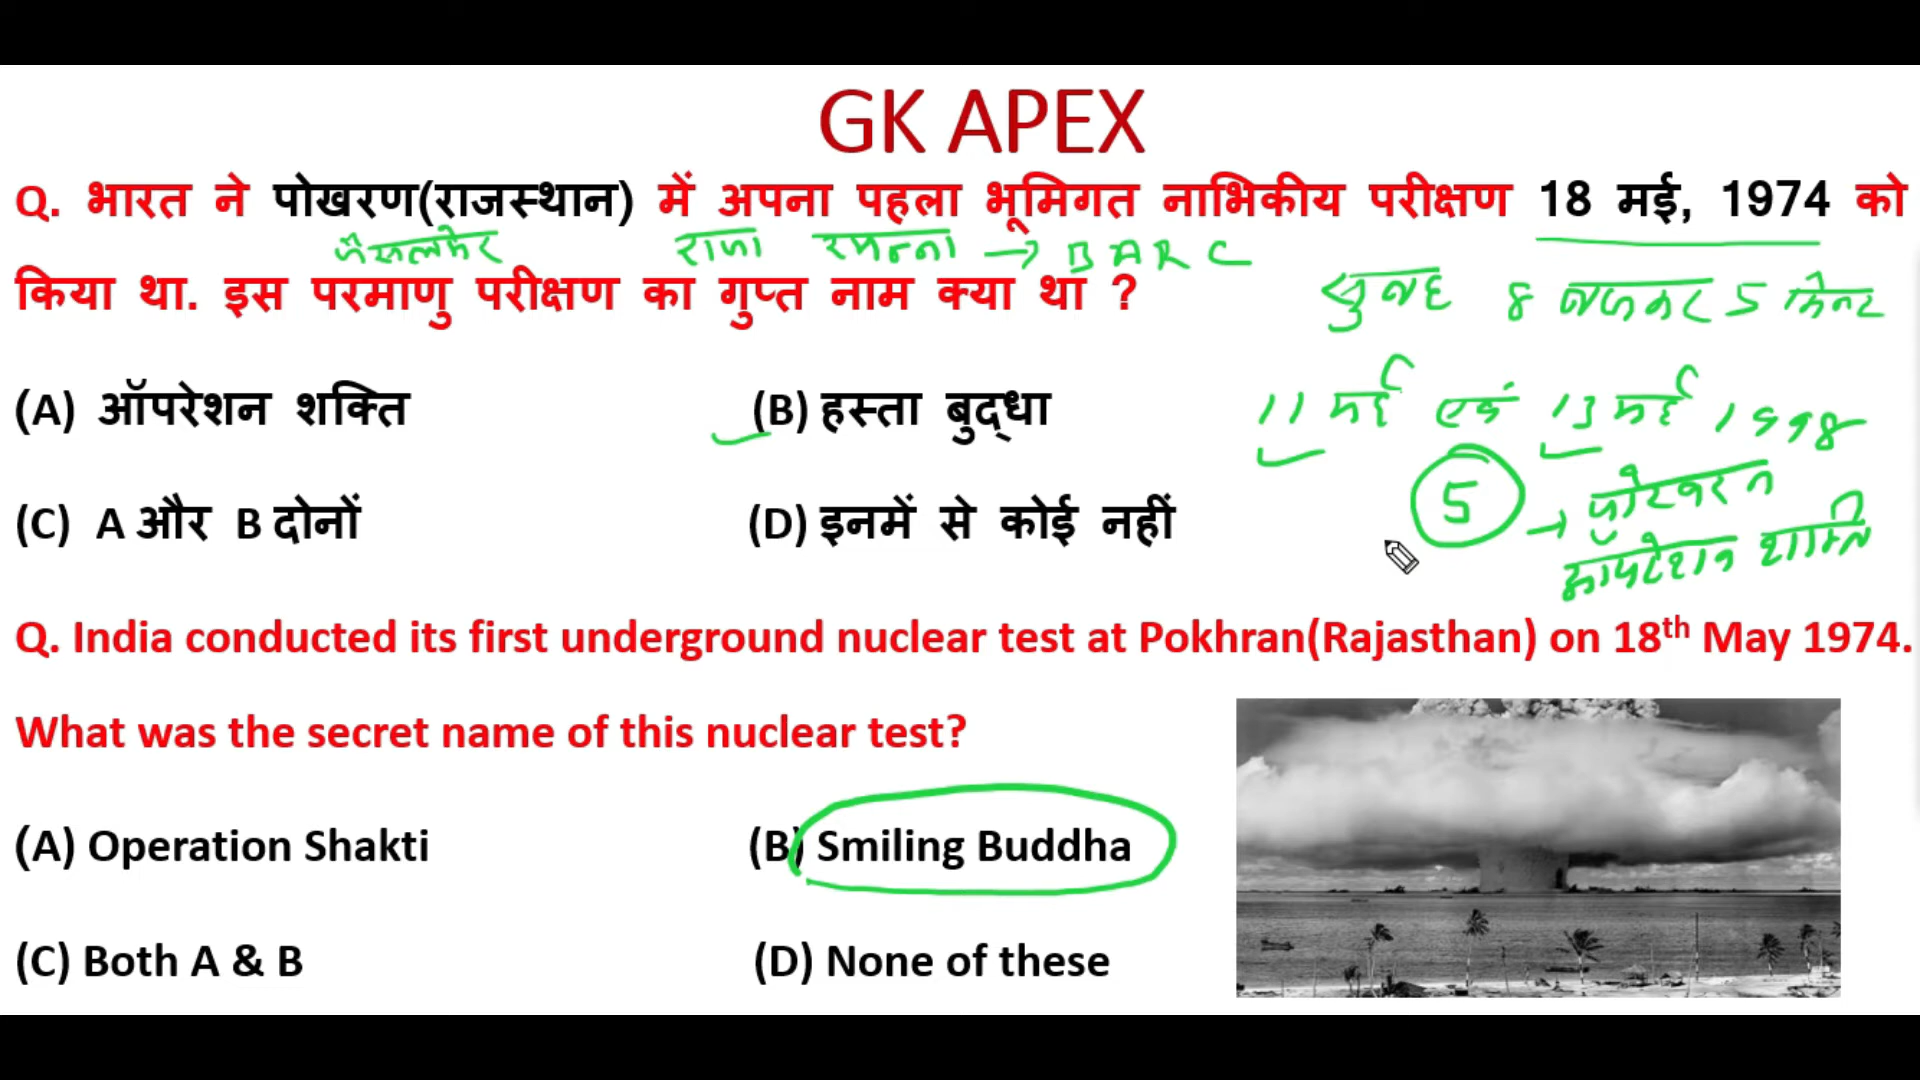 GK APEX
Q. भारत ने पोखरण(राजस्थान) में अपना पहला भूमिगत नाभिकीय परीक्षण 18 मई, 1974 को
जैसलमेर राजा रमन्ना → BARC
किया था. इस परमाणु परीक्षण का गुप्त नाम क्या था ?
सुबह 8 बजकर 5 मिनट
(A) ऑपरेशन शक्ति (B) हस्ता बुद्धा
11 मई एवं 13 मई 1998
5 → पोखरन
(C) A और B दोनों (D) इनमें से कोई नहीं
ऑपरेशन शक्ति
Q. India conducted its first underground nuclear test at Pokhran(Rajasthan) on 18th May 1974.
What was the secret name of this nuclear test?
(A) Operation Shakti (B) Smiling Buddha
(C) Both A & B (D) None of these